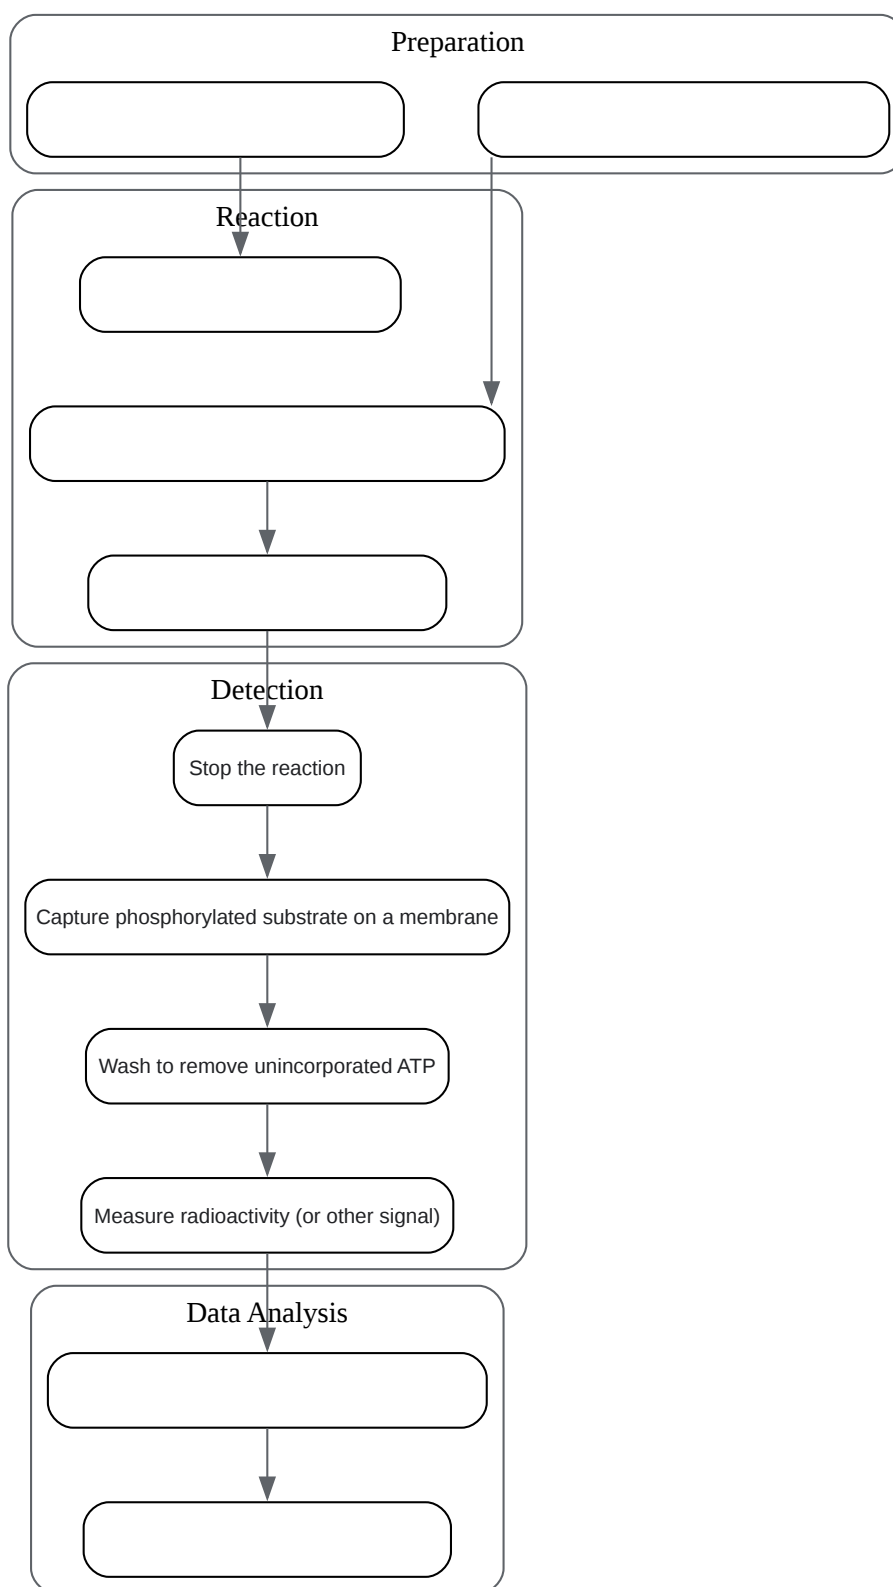 Preparation
Reaction
Detection
Stop the reaction
Capture phosphorylated substrate on a membrane
Wash to remove unincorporated ATP
Measure radioactivity (or other signal)
Data Analysis